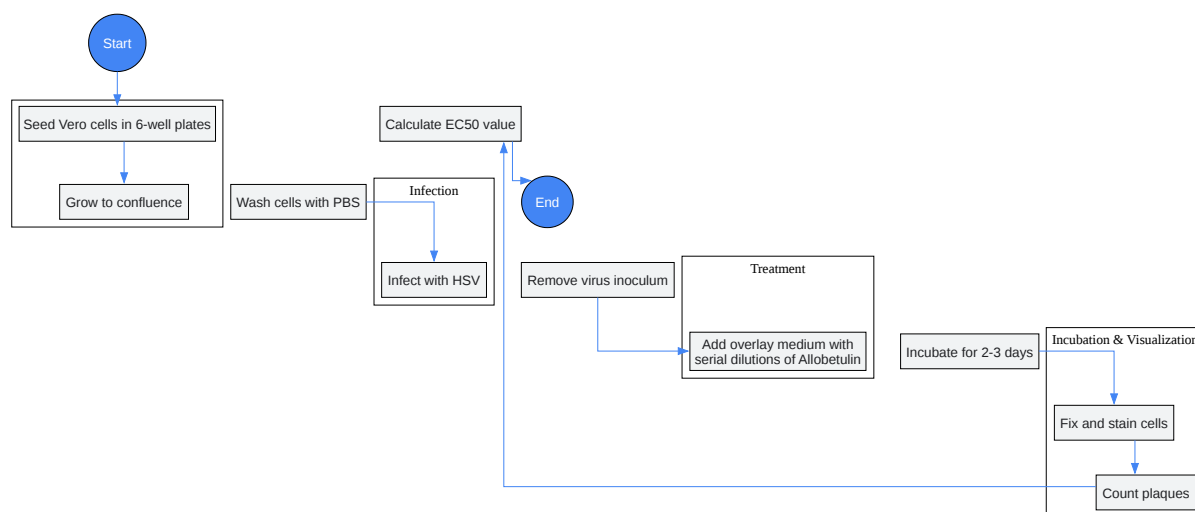 Start
Seed Vero cells in 6-well plates
Grow to confluence
Wash cells with PBS
Infection
Infect with HSV
Calculate EC50 value
End
Remove virus inoculum
Treatment
Add overlay medium with
serial dilutions of Allobetulin
Incubate for 2-3 days
Incubation & Visualization
Fix and stain cells
Count plaques